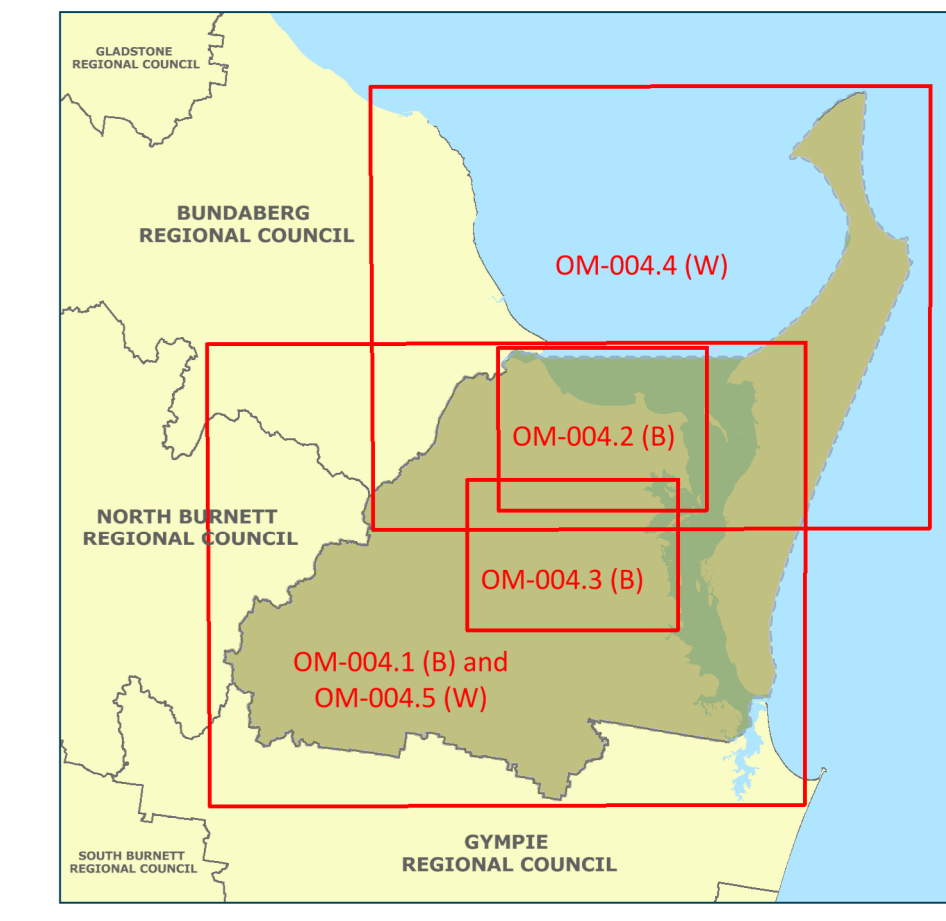 GLADSTONE
REGIONAL COUNCIL
BUNDABERG
REGIONAL COUNCIL
OM-004.4 (W)
OM-004.2 (B)
NORTH BURNETT
REGIONAL COUNCIL
OM-004.3 (B)
OM-004.1 (B) and
OM-004.5 (W)
GYMPIE
REGIONAL COUNCIL
SOUTH BURNETT
REGIONAL COUNCIL